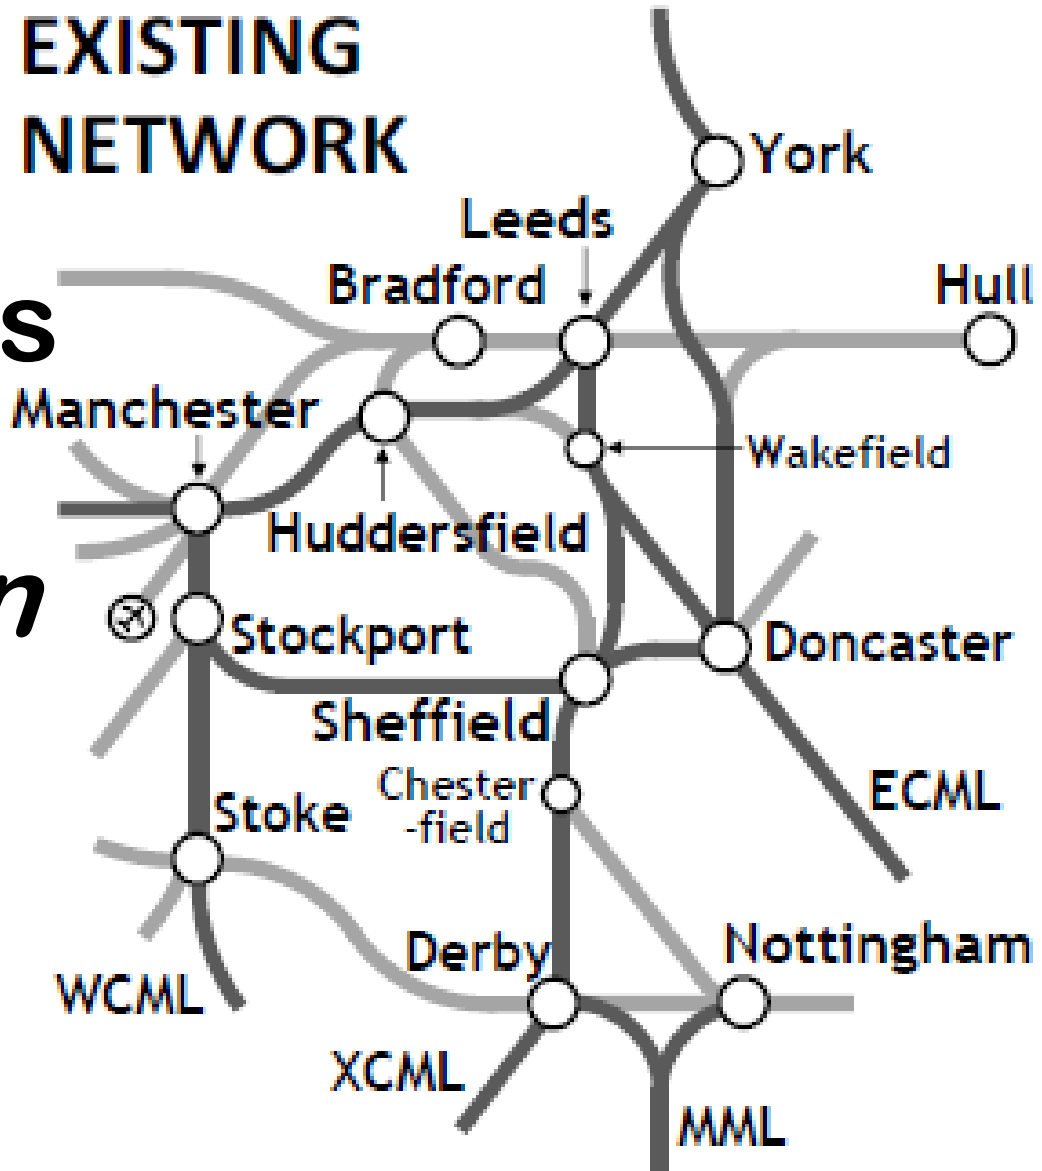 EXISTING
NETWORK
York
Leeds
Bradford
Hull
s
Manchester
Wakefield
Huddersfield
n
Stockport
Doncaster
Sheffield
Chester
-field
ECML
Stoke
Derby
Nottingham
WCML
XCML
MML